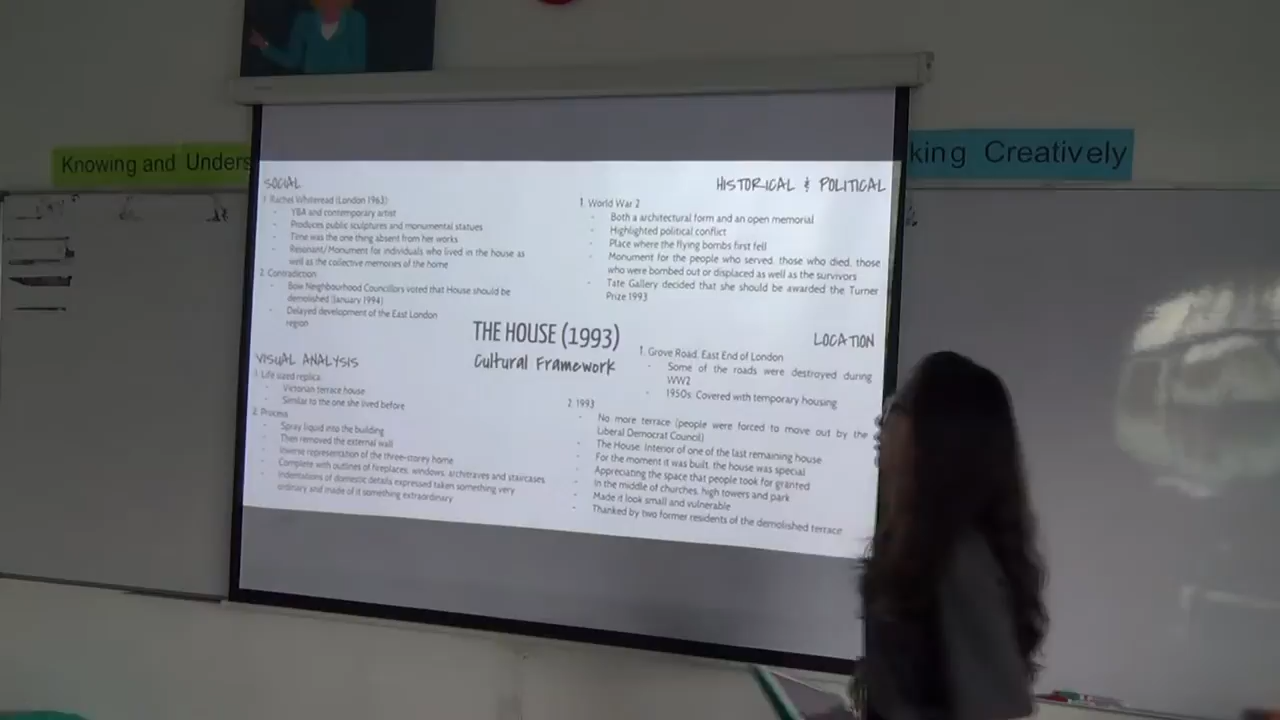 Knowing and Unders
king Creatively
SOCIAL
1. Rachel Whiteread (London 1963)
- YBA and contemporary artist
- Produces public sculptures and monumental statues
- Time was the one thing absent from her works
- Resonant/Monument for individuals who lived in the house as
well as the collective memories of the home
2. Contradiction
- Bow Neighbourhood Councillors voted that House should be
demolished (January 1994)
- Delayed development of the East London
region
HISTORICAL & POLITICAL
1. World War 2
- Both a architectural form and an open memorial
- Highlighted political conflict
- Place where the flying bombs first fell
- Monument for the people who served, those who died, those
who were bombed out or displaced as well as the survivors
- Tate Gallery decided that she should be awarded the Turner
Prize 1993
THE HOUSE (1993)
Cultural Framework
VISUAL ANALYSIS
1. Life sized replica
- Victorian terrace house
- Similar to the one she lived before
2. Process
- Spray liquid into the building
- Then removed the external wall
- Inverse representation of the three-storey home
- Complete with outlines of fireplaces, windows, architraves and staircases
- Indentations of domestic details expressed taken something very
ordinary and made of it something extraordinary
LOCATION
1. Grove Road, East End of London
- Some of the roads were destroyed during
WW2
- 1950s: Covered with temporary housing
2. 1993
- No more terrace (people were forced to move out by the
Liberal Democrat Council)
- The House: Interior of one of the last remaining house
- For the moment it was built, the house was special
- Appreciating the space that people took for granted
- In the middle of churches, high towers and park
- Made it look small and vulnerable
- Thanked by two former residents of the demolished terrace